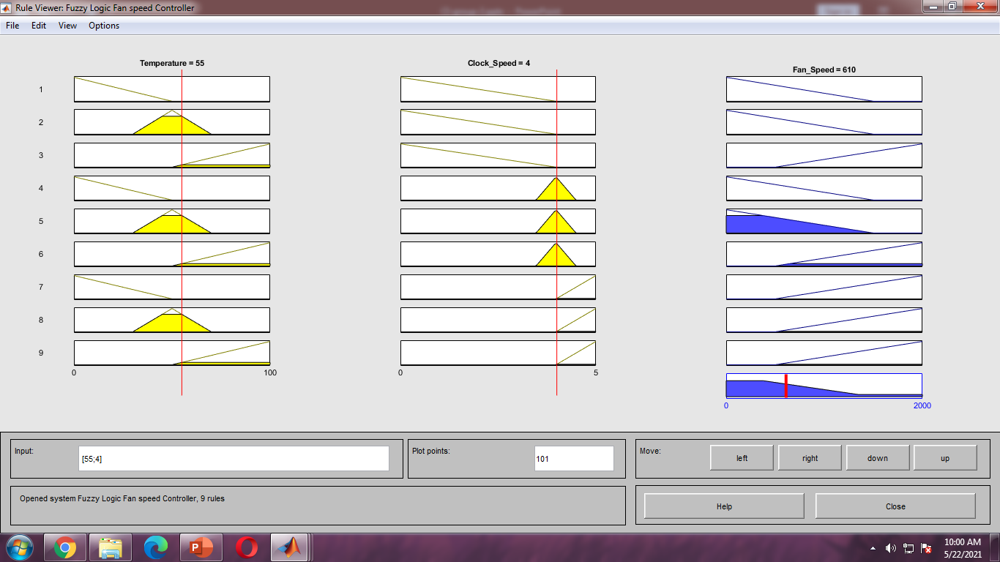 Rule Viewer: Fuzzy Logic Fan speed Controller
File Edit View Options
Temperature = 55
Clock_Speed = 4
Fan_Speed = 610
1
2
3
4
5
6
7
8
9
0 100
0 5
0 2000
Input:
[55;4]
Plot points:
101
Move:
left right down up
Opened system Fuzzy Logic Fan speed Controller, 9 rules
Help Close
10:00 AM
5/22/2021